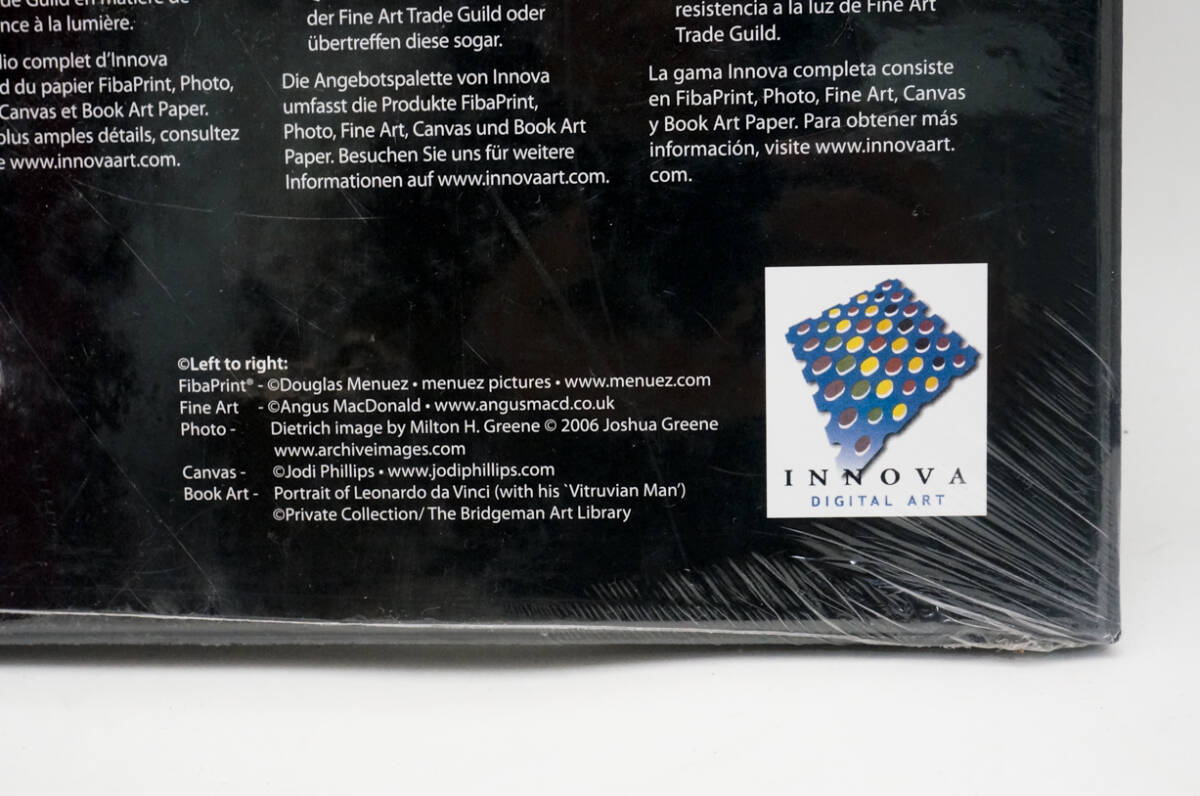 Guild en matière de
nce à la lumière.
lio complet d'Innova
d du papier FibaPrint, Photo,
Canvas et Book Art Paper.
plus amples détails, consultez
e www.innovaart.com.
der Fine Art Trade Guild oder
übertreffen diese sogar.
Die Angebotspalette von Innova
umfasst die Produkte FibaPrint,
Photo, Fine Art, Canvas und Book Art
Paper. Besuchen Sie uns für weitere
Informationen auf www.innovaart.com.
resistencia a la luz de Fine Art
Trade Guild.
La gama Innova completa consiste
en FibaPrint, Photo, Fine Art, Canvas
y Book Art Paper. Para obtener más
información, visite www.innovaart.
com.
©Left to right:
FibaPrint® - ©Douglas Menuez • menuez pictures • www.menuez.com
Fine Art - ©Angus MacDonald • www.angusmacd.co.uk
Photo - Dietrich image by Milton H. Greene © 2006 Joshua Greene
www.archiveimages.com
Canvas - ©Jodi Phillips • www.jodiphillips.com
Book Art - Portrait of Leonardo da Vinci (with his `Vitruvian Man')
©Private Collection/ The Bridgeman Art Library
INNOVA
DIGITAL ART